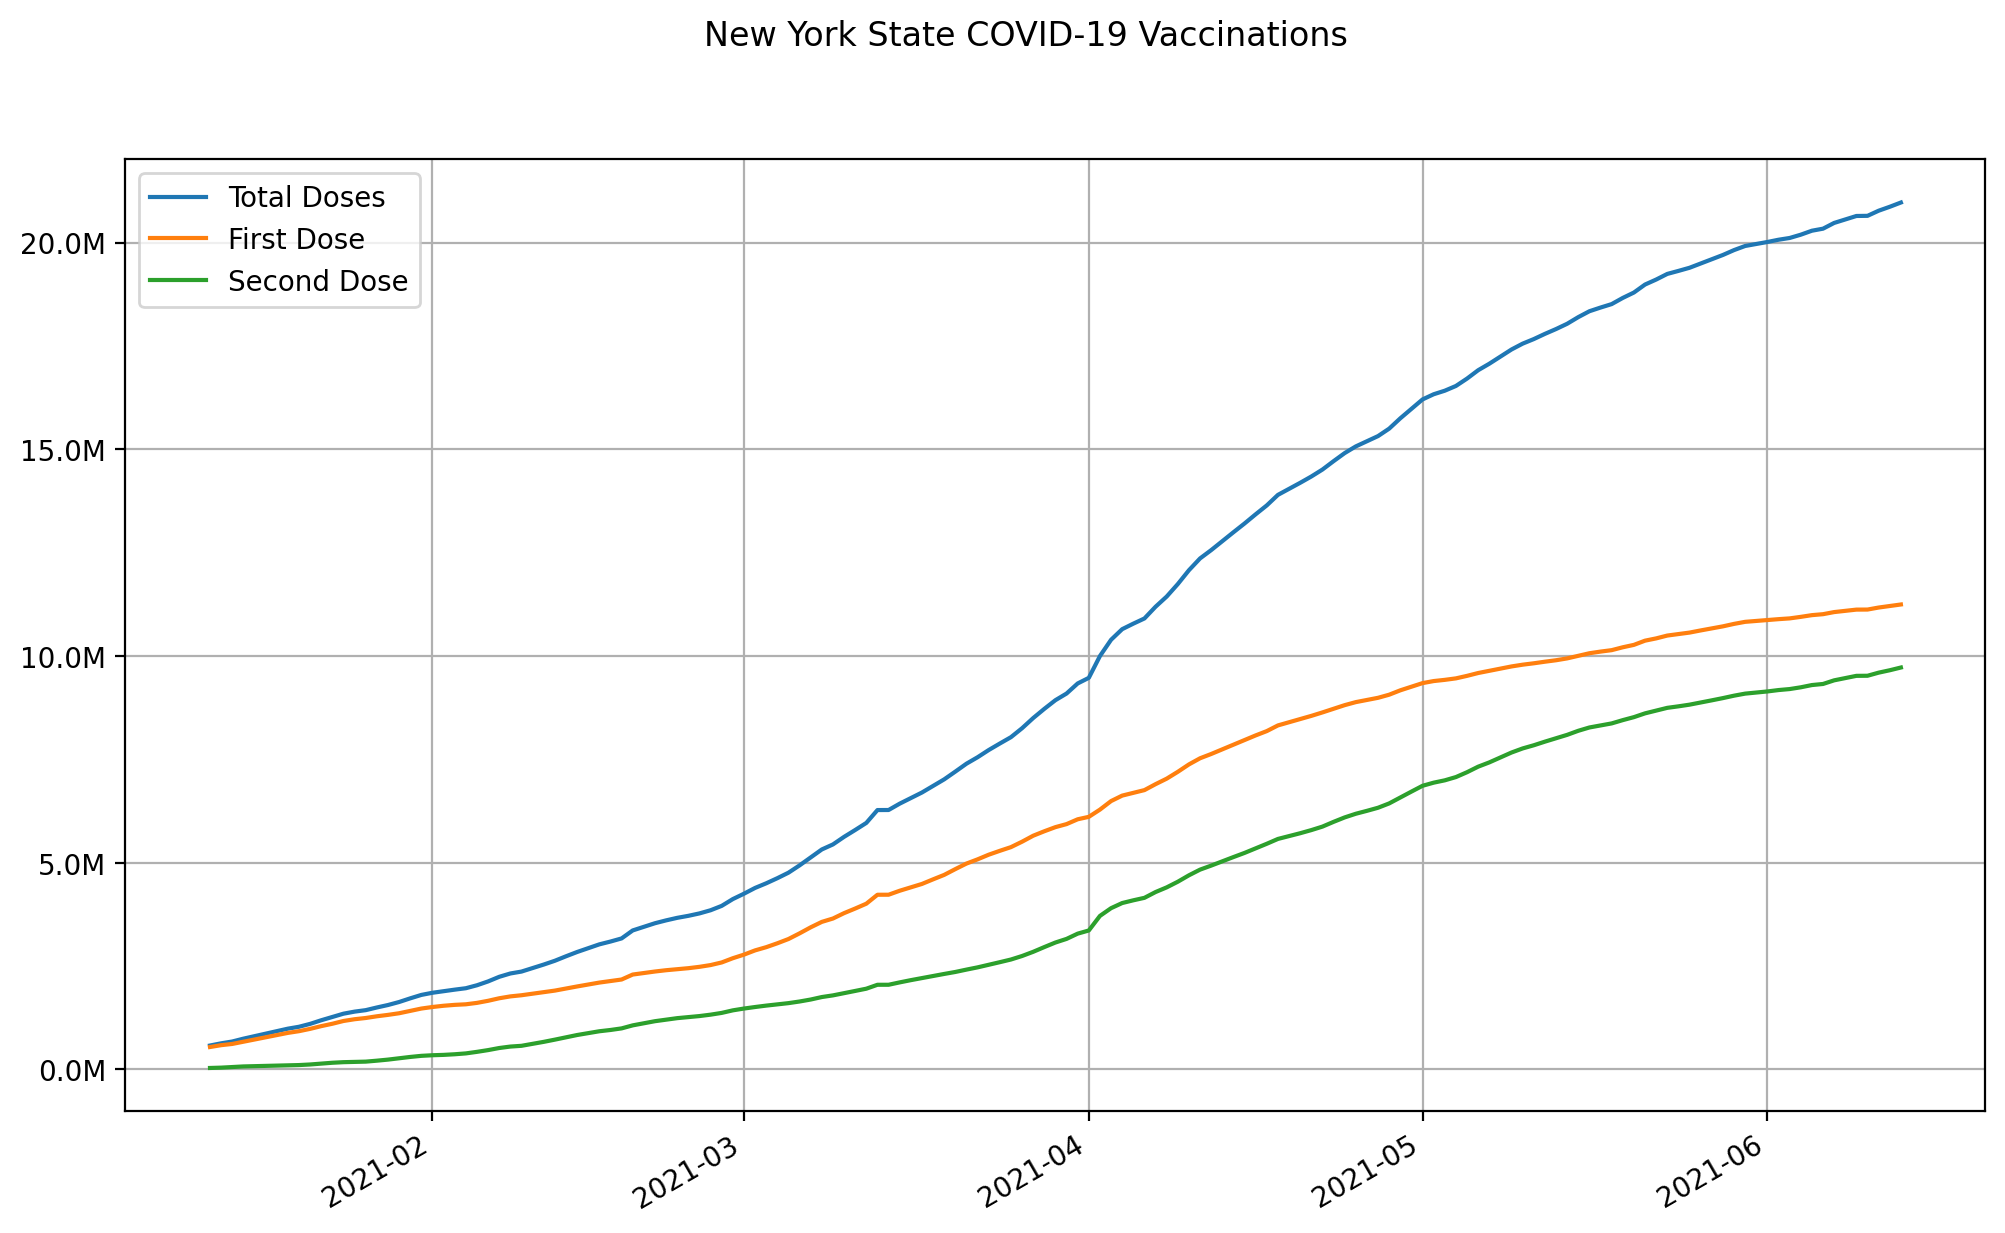 New York State COVID-19 Vaccinations
Total Doses
First Dose
Second Dose
20.0M
15.0M
10.0M
5.0M
0.0M
2021-02
2021-03
2021-04
2021-05
2021-06